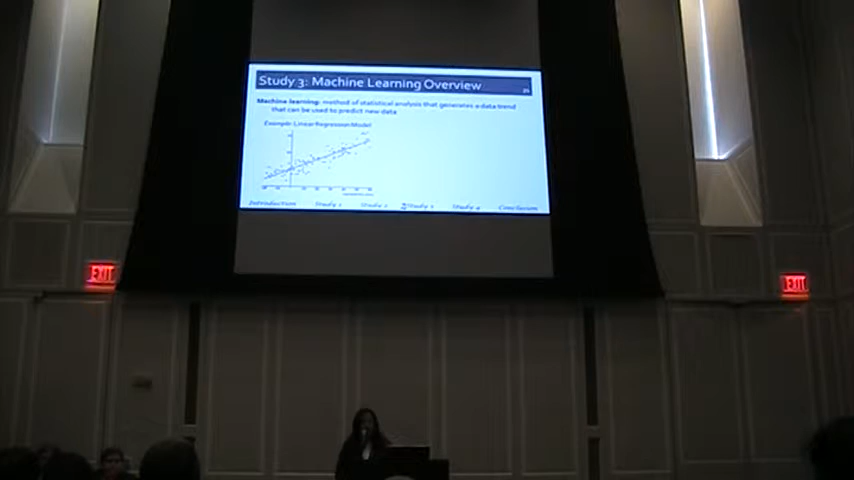 Study 3: Machine Learning Overview
Machine learning: method of statistical analysis that generates a data trend
that can be used to predict new data
Example: Linear Regression Model
Introduction Study 1 Study 2 Study 3 Study 4 Conclusion
EXIT
EXIT